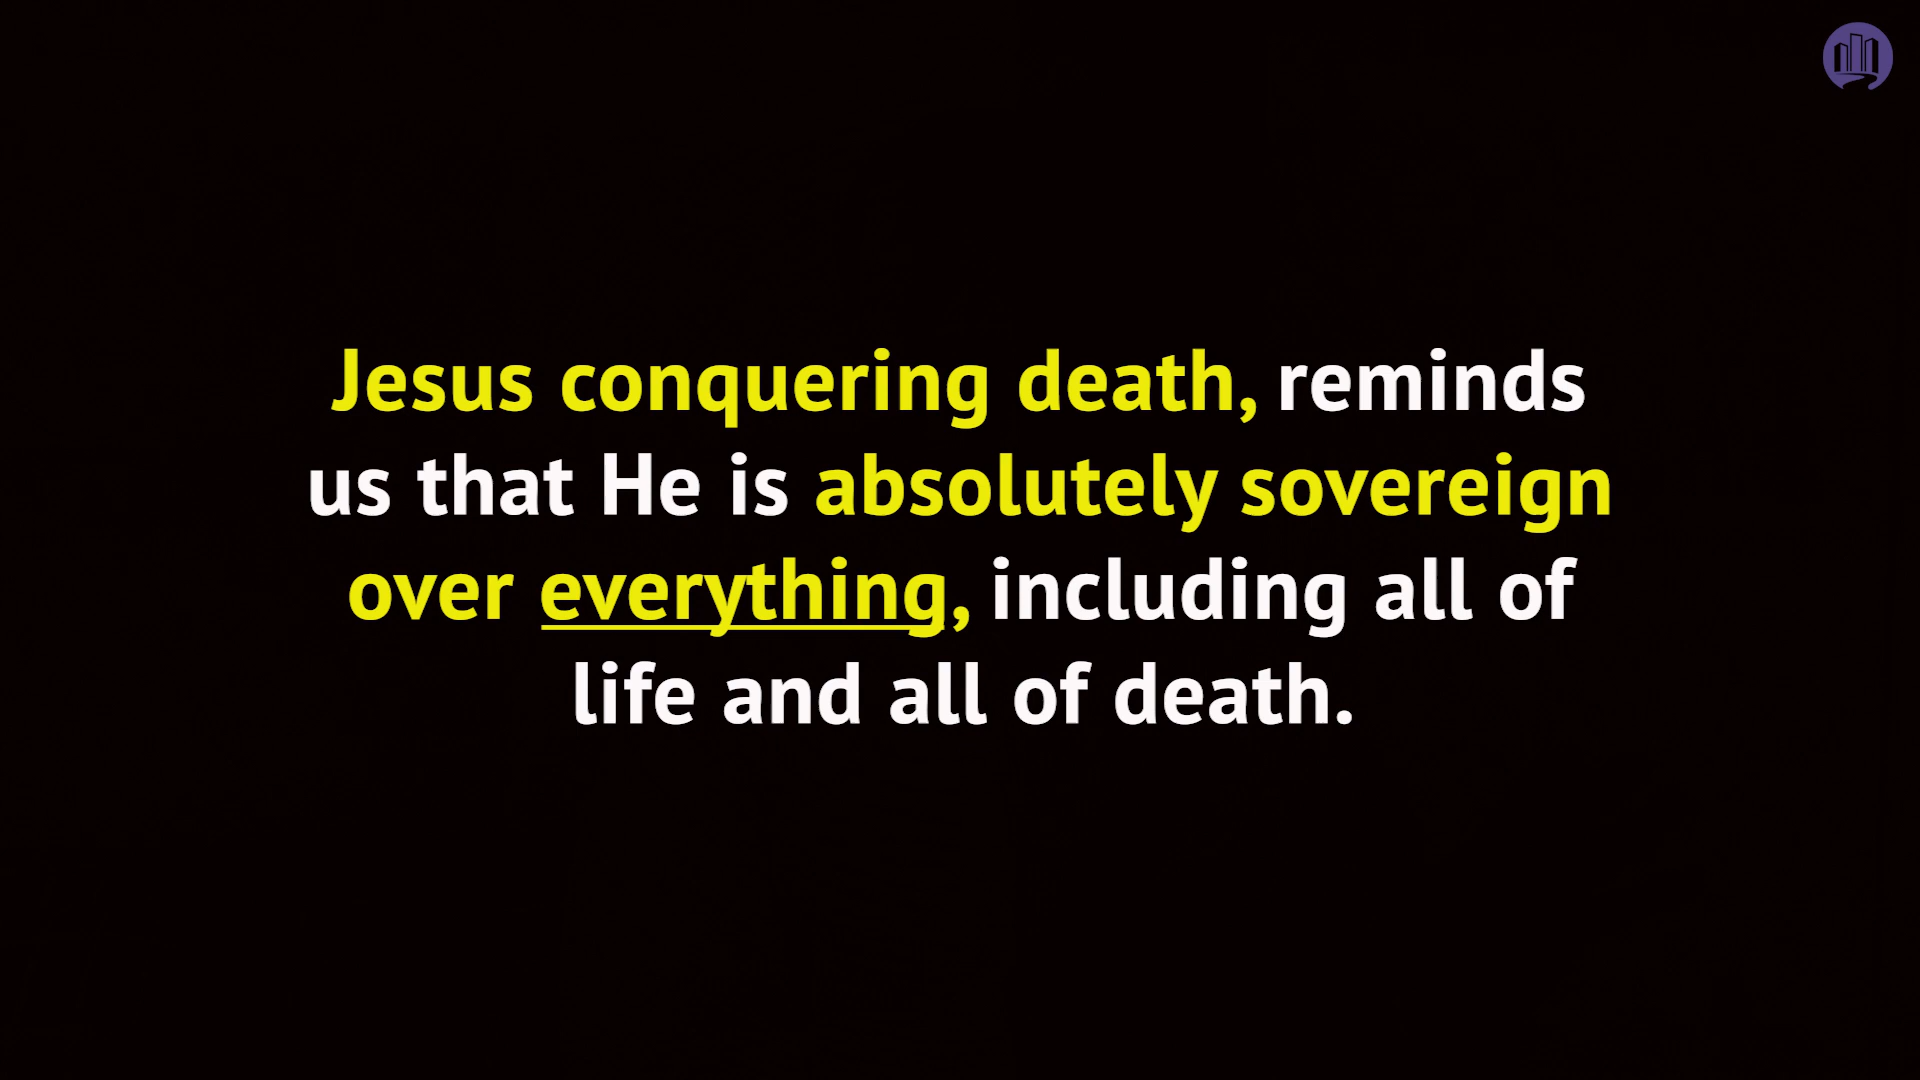 Jesus conquering death, reminds
us that He is absolutely sovereign
over everything, including all of
life and all of death.